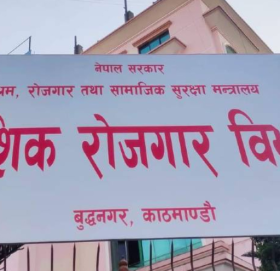 नेपाल सरकार
रोजगार तथा सामाजिक सुरक्षा मन्त्रालय
रोजगार
बुद्धनगर, काठमाण्डौ